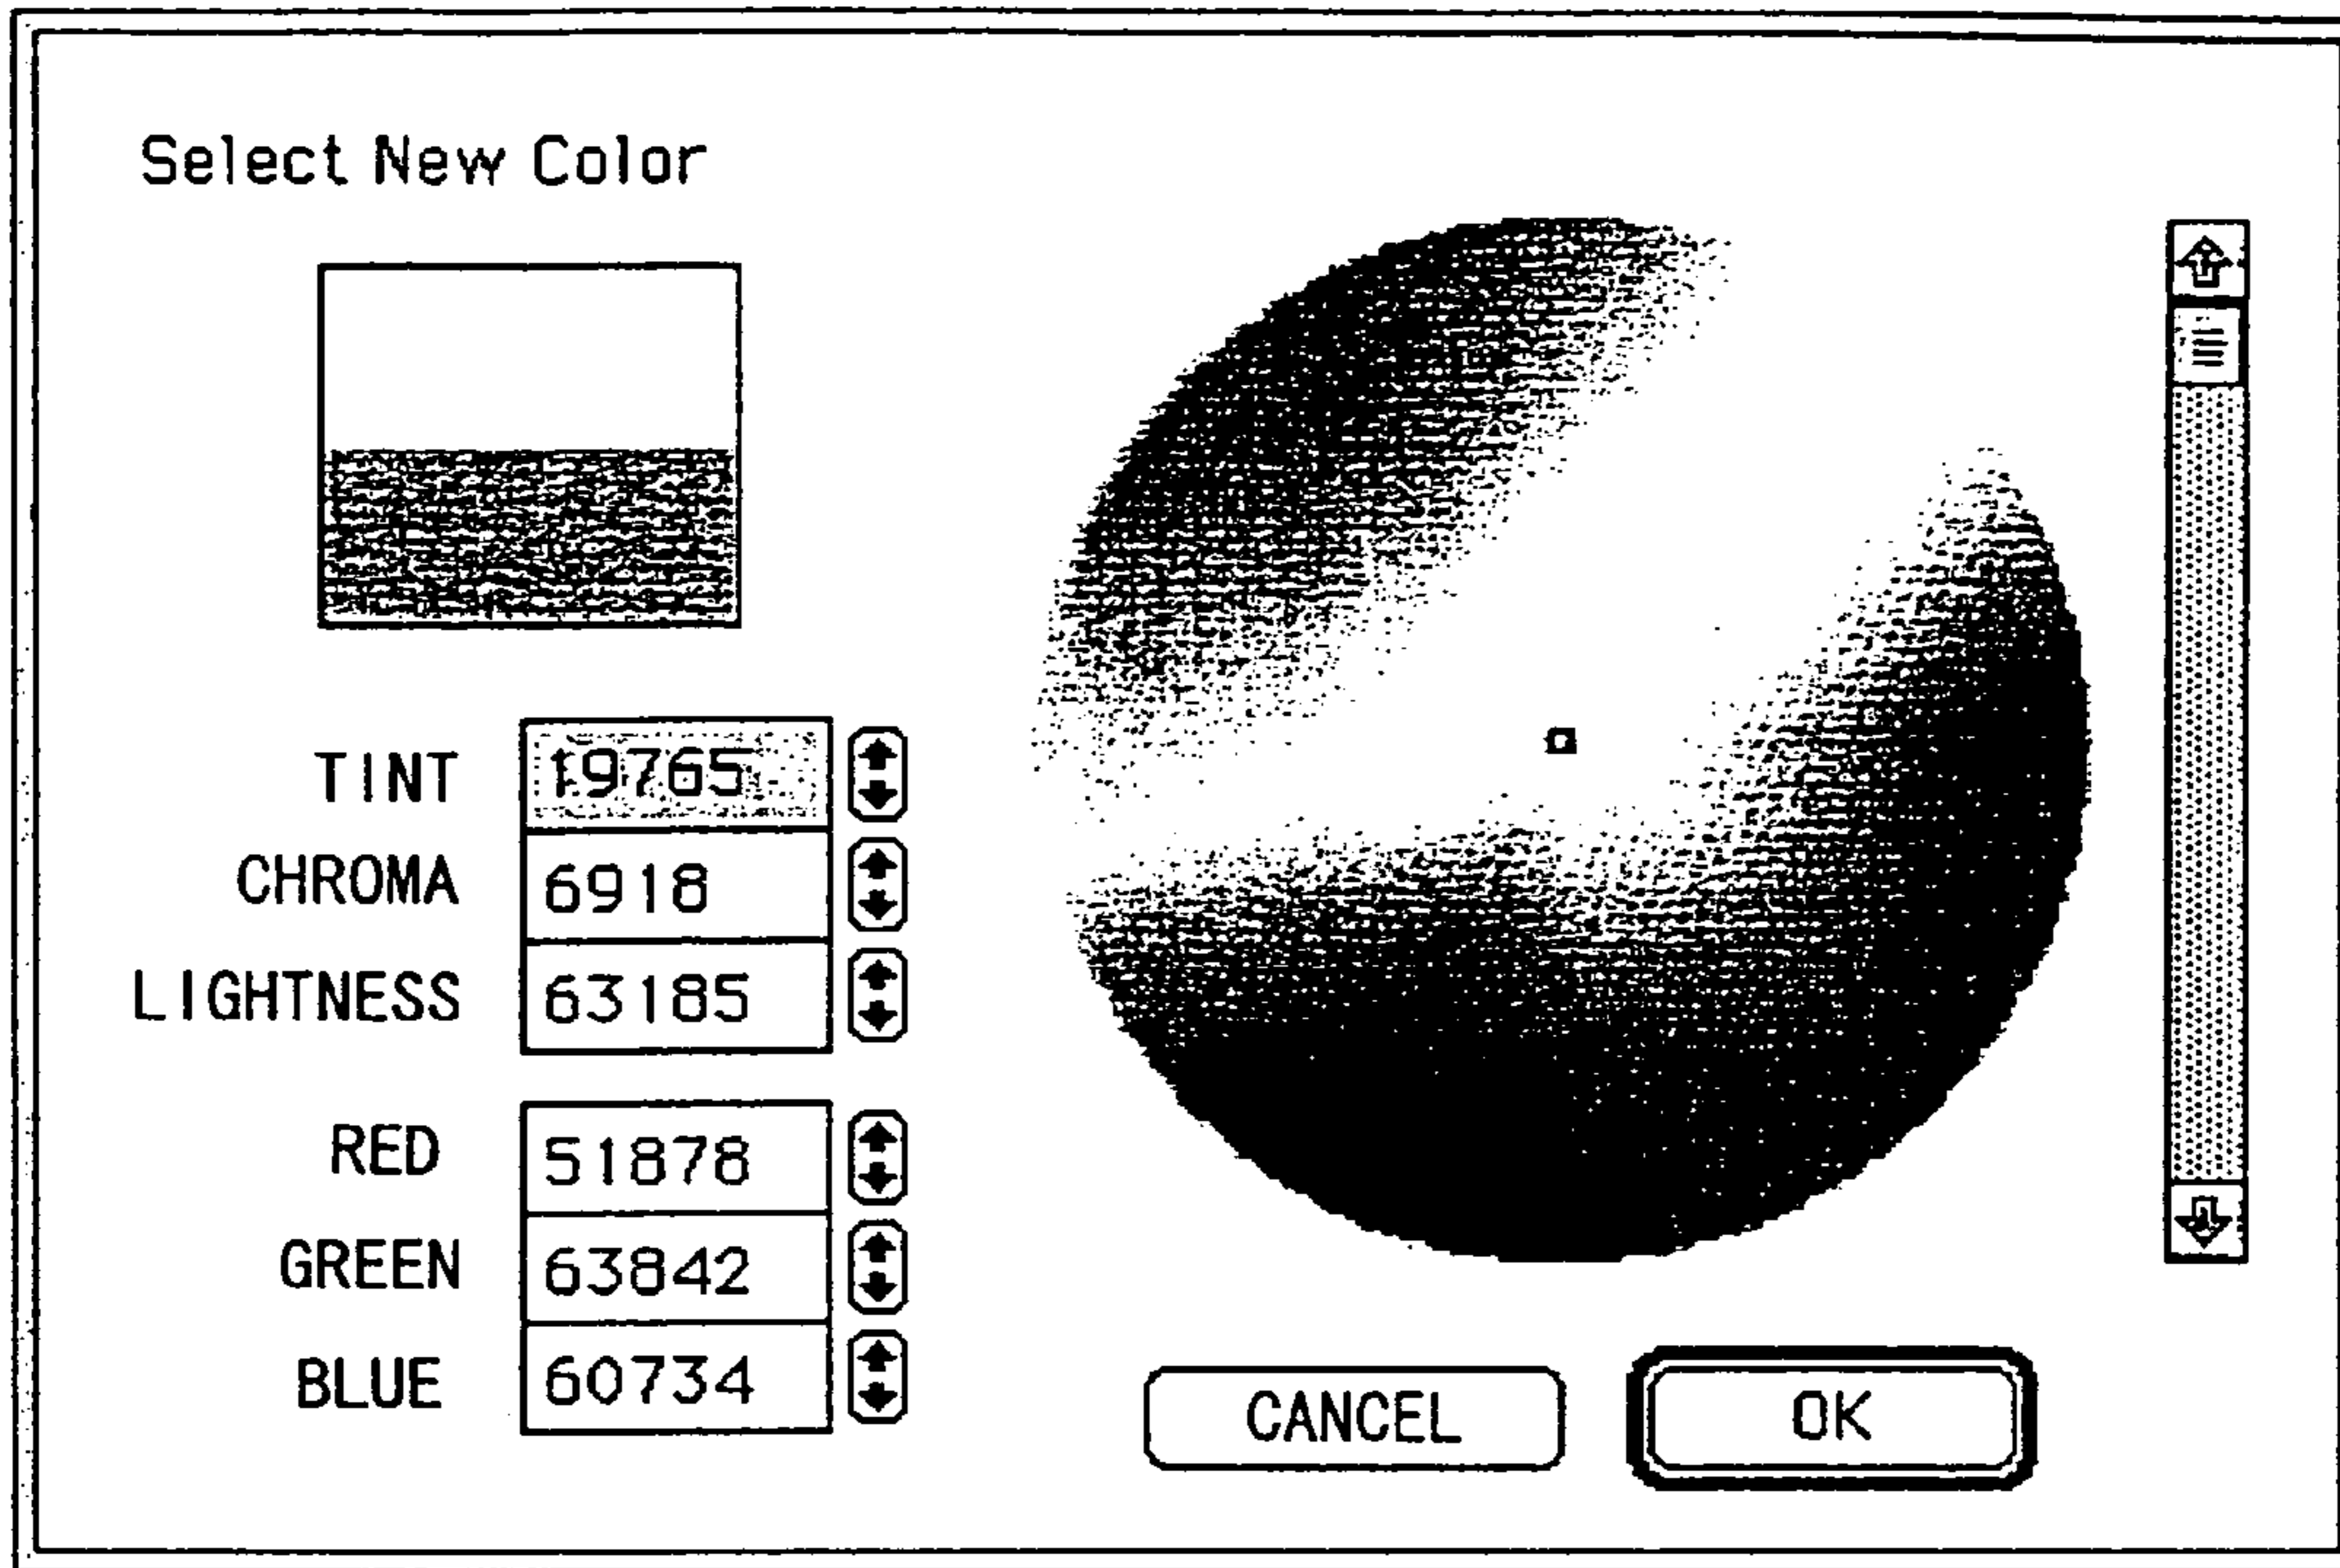 Select New Color
TINT 19765
CHROMA 6918
LIGHTNESS 63185
RED 51878
GREEN 63842
BLUE 60734
CANCEL OK